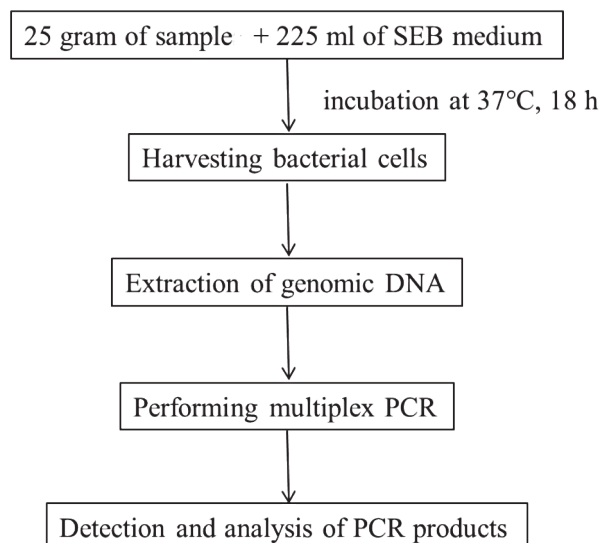 25 gram of sample + 225 ml of SEB medium
incubation at 37°C, 18 h
Harvesting bacterial cells
Extraction of genomic DNA
Performing multiplex PCR
Detection and analysis of PCR products